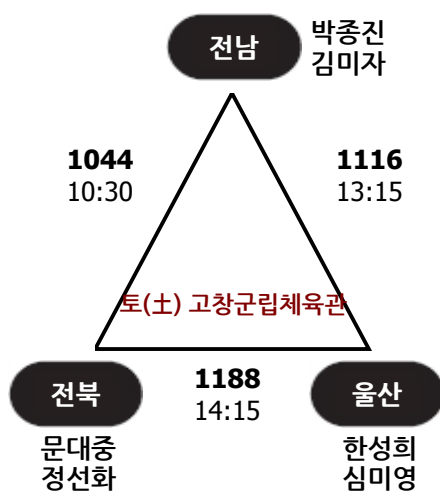 전남
박종진
김미자
1044
10:30
1116
13:15
토(土) 고창군립체육관
전북
문대중
정선화
1188
14:15
울산
한성희
심미영